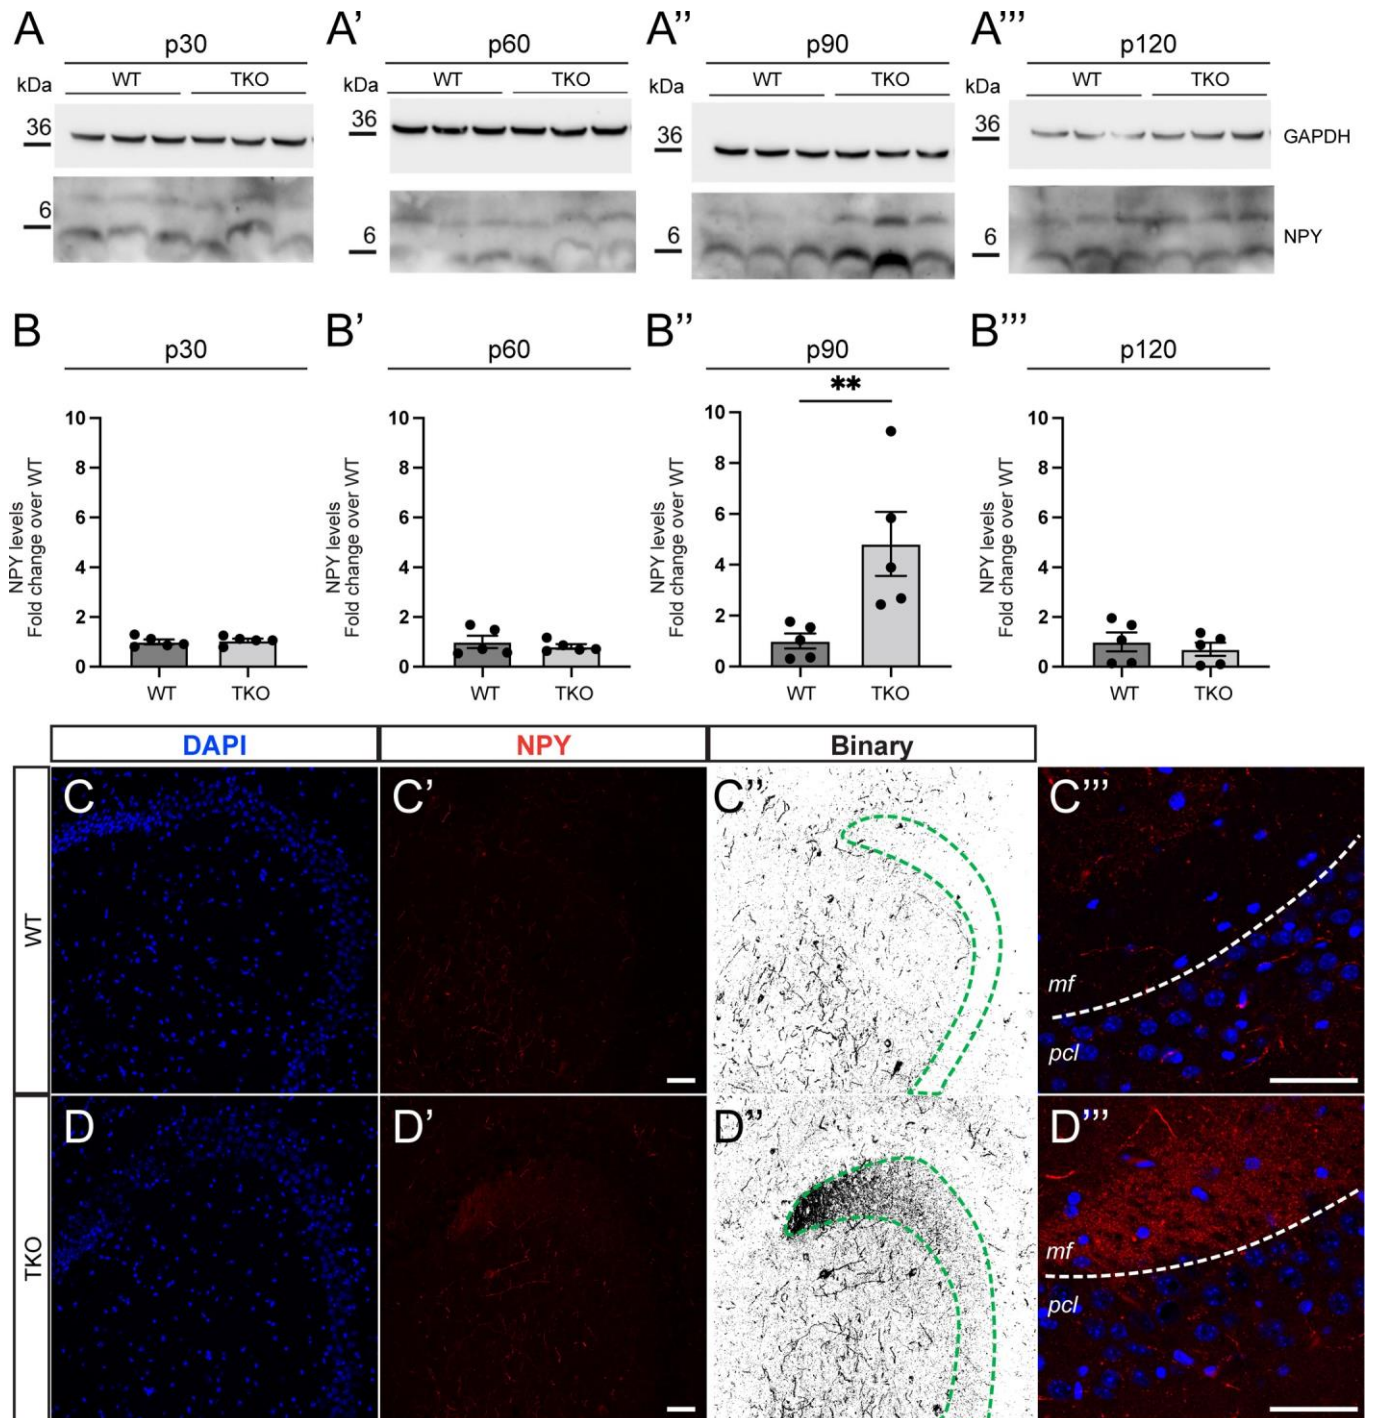 A
p30
kDa
WT
TKO
36
6
A'
p60
kDa
WT
TKO
36
6
A''
p90
kDa
WT
TKO
36
6
A'''
p120
kDa
WT
TKO
36
6
GAPDH
NPY
B
p30
NPY levels
Fold change over WT
10
8
6
4
2
0
WT
TKO
B'
p60
NPY levels
Fold change over WT
10
8
6
4
2
0
WT
TKO
B''
p90
**
NPY levels
Fold change over WT
10
8
6
4
2
0
WT
TKO
B'''
p120
NPY levels
Fold change over WT
10
8
6
4
2
0
WT
TKO
DAPI
NPY
Binary
WT
C
C'
C''
C'''
mf
pcl
TKO
D
D'
D''
D'''
mf
pcl